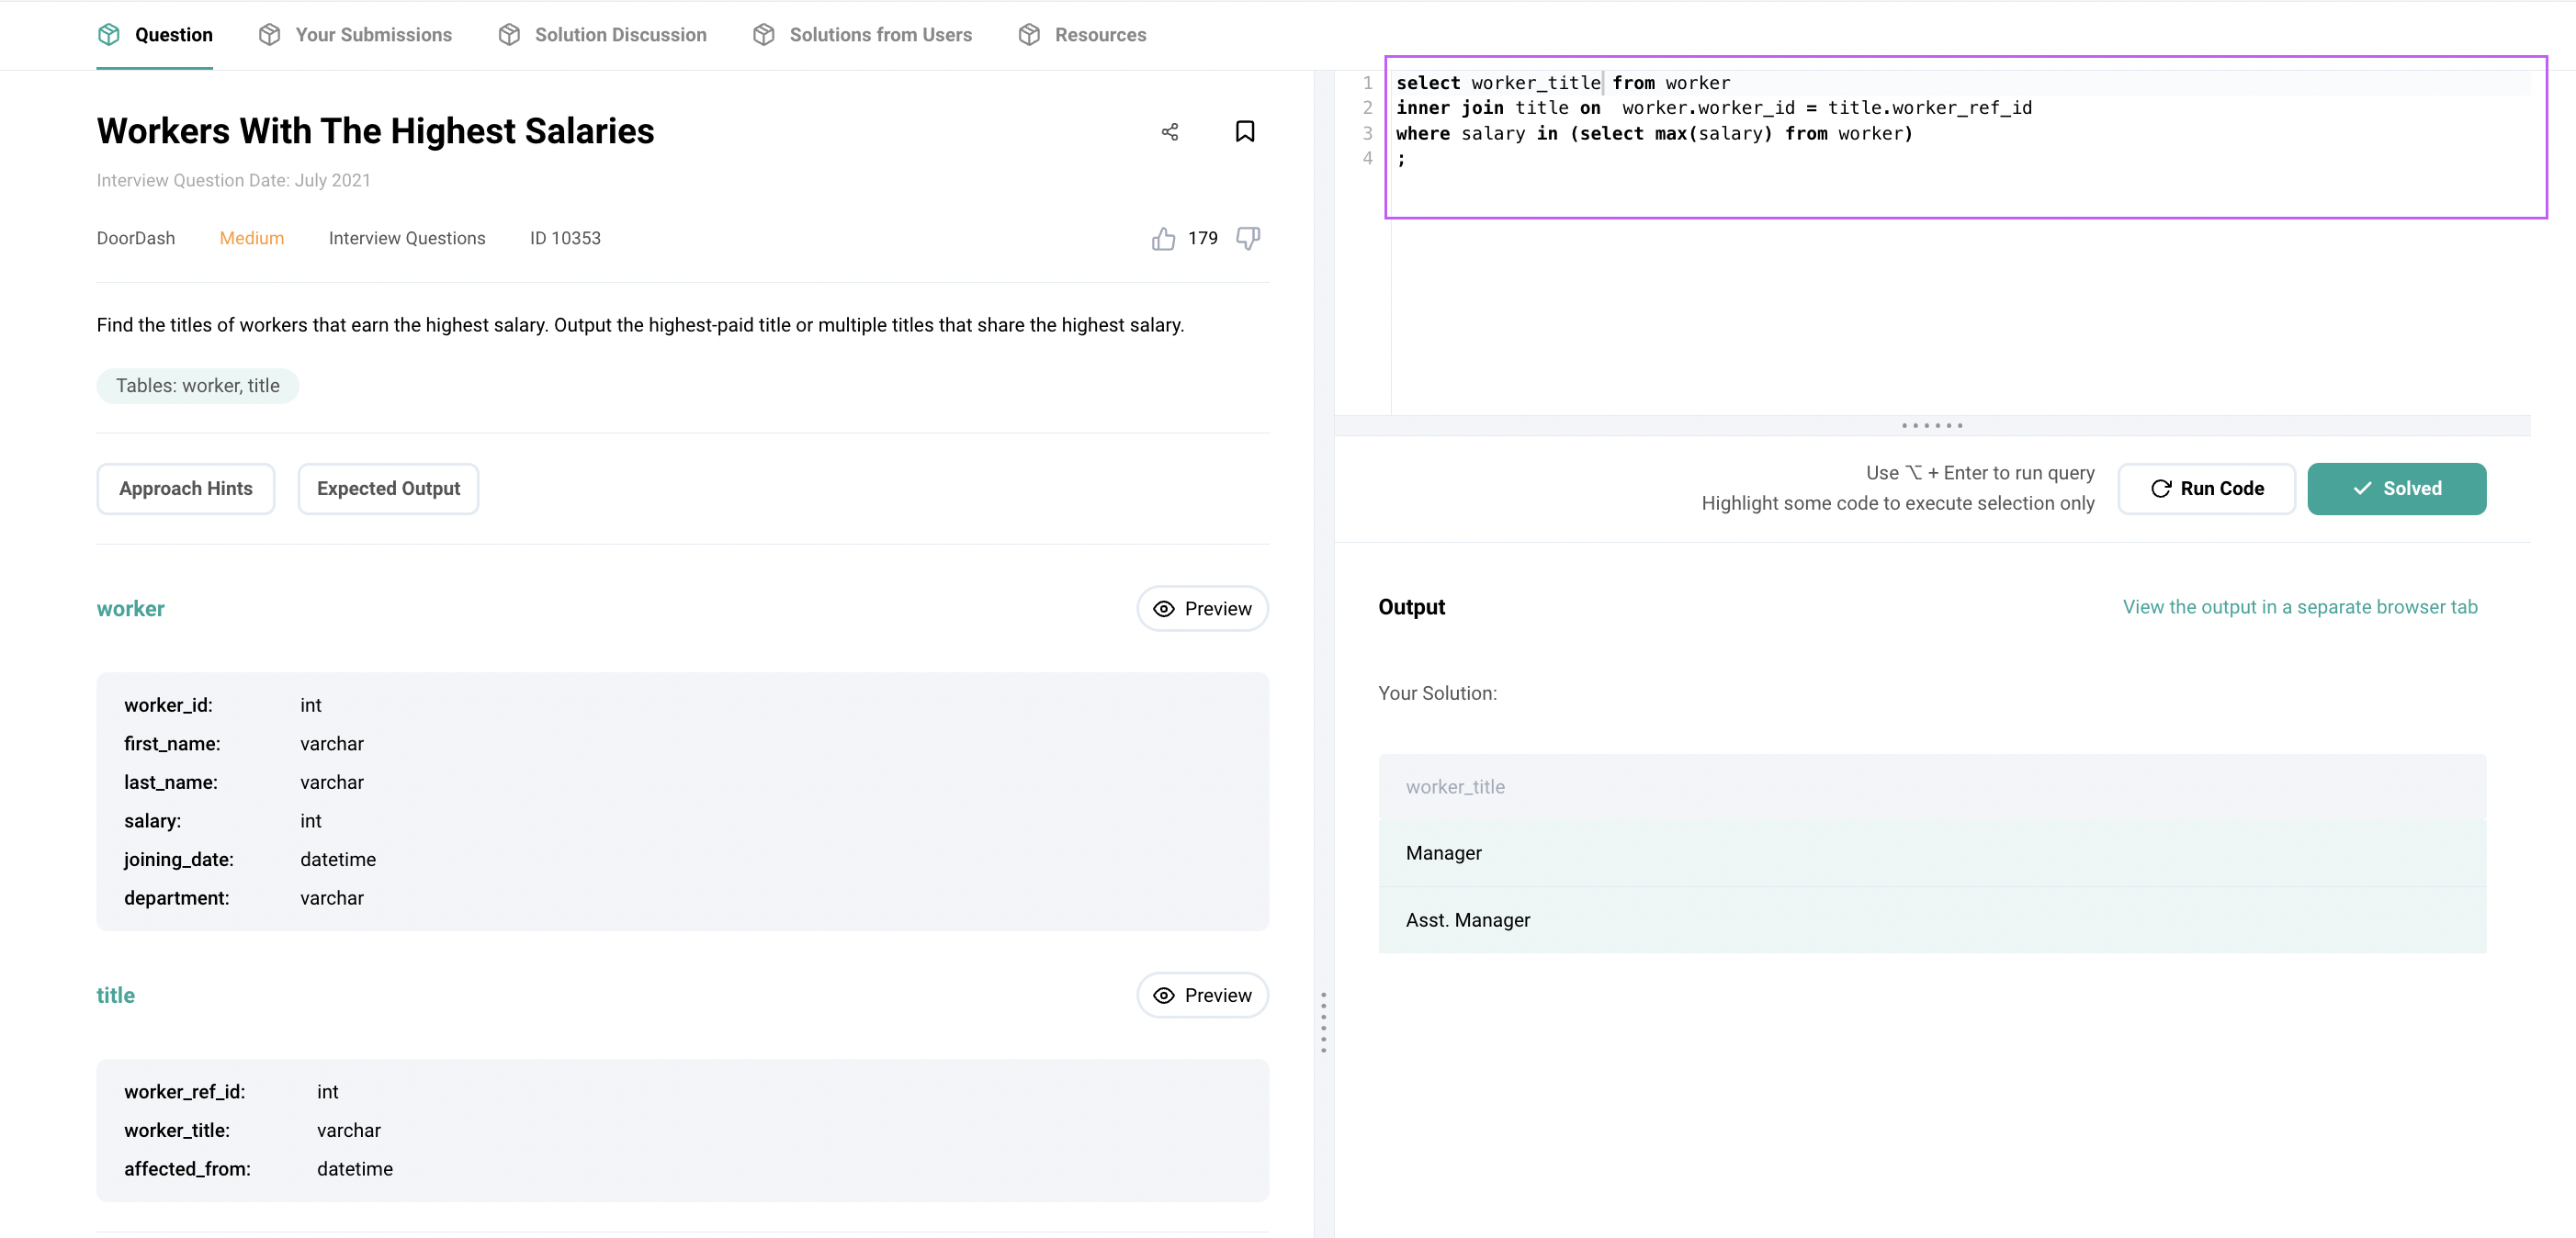 Question Your Submissions Solution Discussion Solutions from Users Resources
Workers With The Highest Salaries
Interview Question Date: July 2021
DoorDash Medium Interview Questions ID 10353 179
Find the titles of workers that earn the highest salary. Output the highest-paid title or multiple titles that share the highest salary.
Tables: worker, title
Approach Hints Expected Output
worker Preview
worker_id: int
first_name: varchar
last_name: varchar
salary: int
joining_date: datetime
department: varchar
title Preview
worker_ref_id: int
worker_title: varchar
affected_from: datetime
1 select worker_title from worker
2 inner join title on  worker.worker_id = title.worker_ref_id
3 where salary in (select max(salary) from worker)
4 ;
Use ⌥ + Enter to run query
Highlight some code to execute selection only
Run Code Solved
Output View the output in a separate browser tab
Your Solution:
worker_title
Manager
Asst. Manager